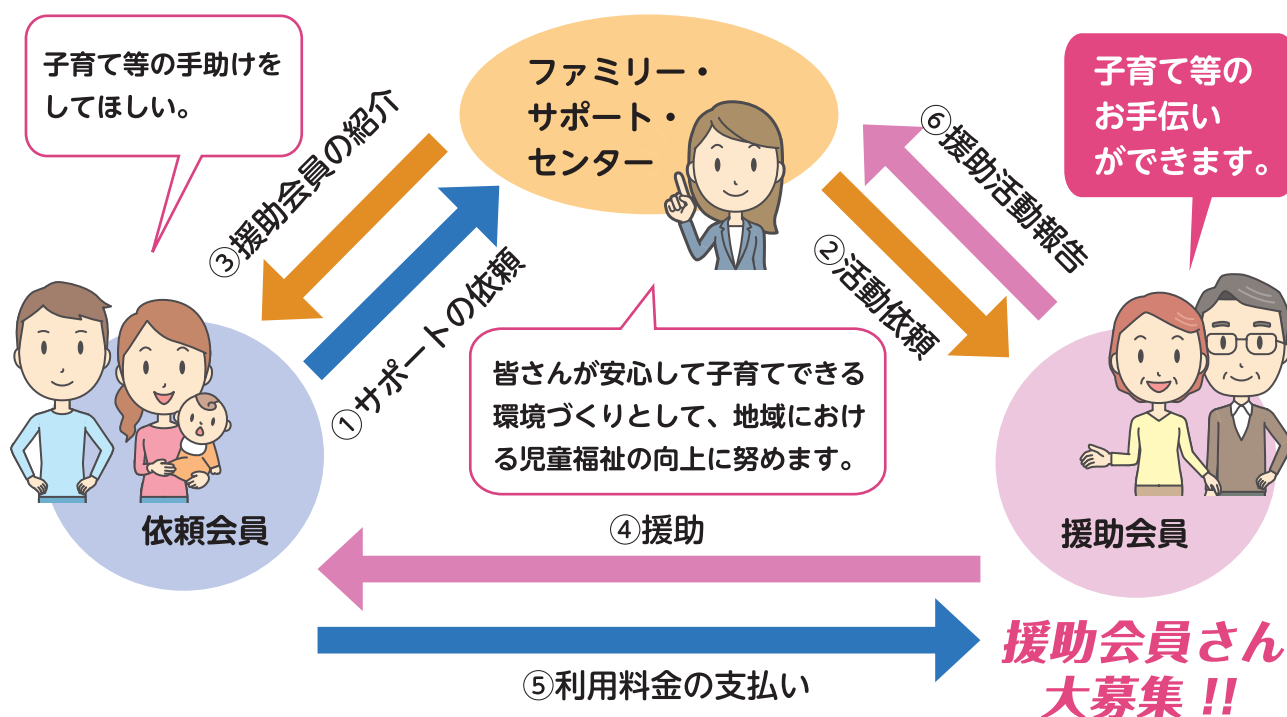 子育て等の手助けを
してほしい。
ファミリー・
サポート・
センター
子育て等の
お手伝い
ができます。
③援助会員の紹介
①サポートの依頼
⑥援助活動報告
②活動依頼
皆さんが安心して子育てできる
環境づくりとして、地域におけ
る児童福祉の向上に努めます。
依頼会員
援助会員
④援助
⑤利用料金の支払い
援助会員さん
大募集 !!